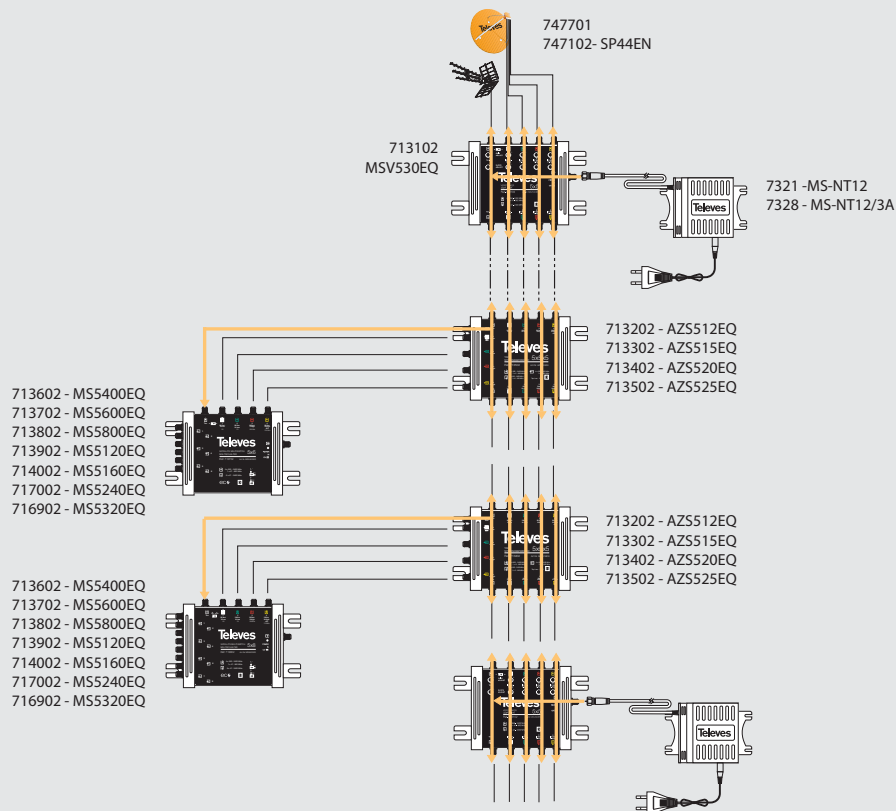 Televes
747701
747102- SP44EN
713102
MSV530EQ
Televes
Televes
7321 -MS-NT12
7328 - MS-NT12/3A
Televes
713202 - AZS512EQ
713302 - AZS515EQ
713402 - AZS520EQ
713502 - AZS525EQ
713602 - MS5400EQ
713702 - MS5600EQ
713802 - MS5800EQ
713902 - MS5120EQ
714002 - MS5160EQ
717002 - MS5240EQ
716902 - MS5320EQ
Televes
Televes
713202 - AZS512EQ
713302 - AZS515EQ
713402 - AZS520EQ
713502 - AZS525EQ
713602 - MS5400EQ
713702 - MS5600EQ
713802 - MS5800EQ
713902 - MS5120EQ
714002 - MS5160EQ
717002 - MS5240EQ
716902 - MS5320EQ
Televes
Televes
Televes